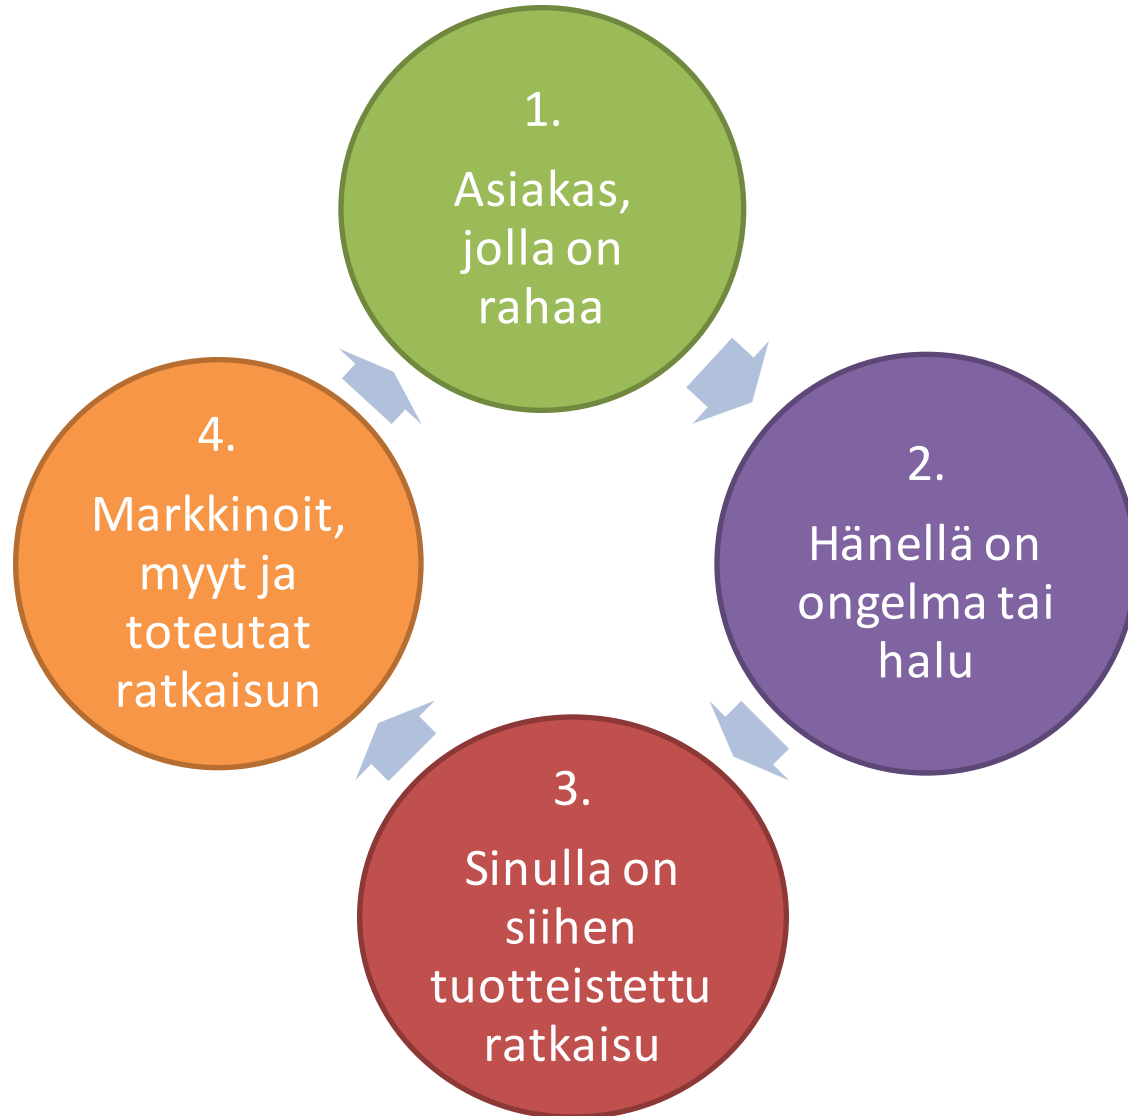 1.
Asiakas,
jolla on
rahaa
2.
Hänellä on
ongelma tai
halu
3.
Sinulla on
siihen
tuotteistettu
ratkaisu
4.
Markkinoit,
myyt ja
toteutat
ratkaisun